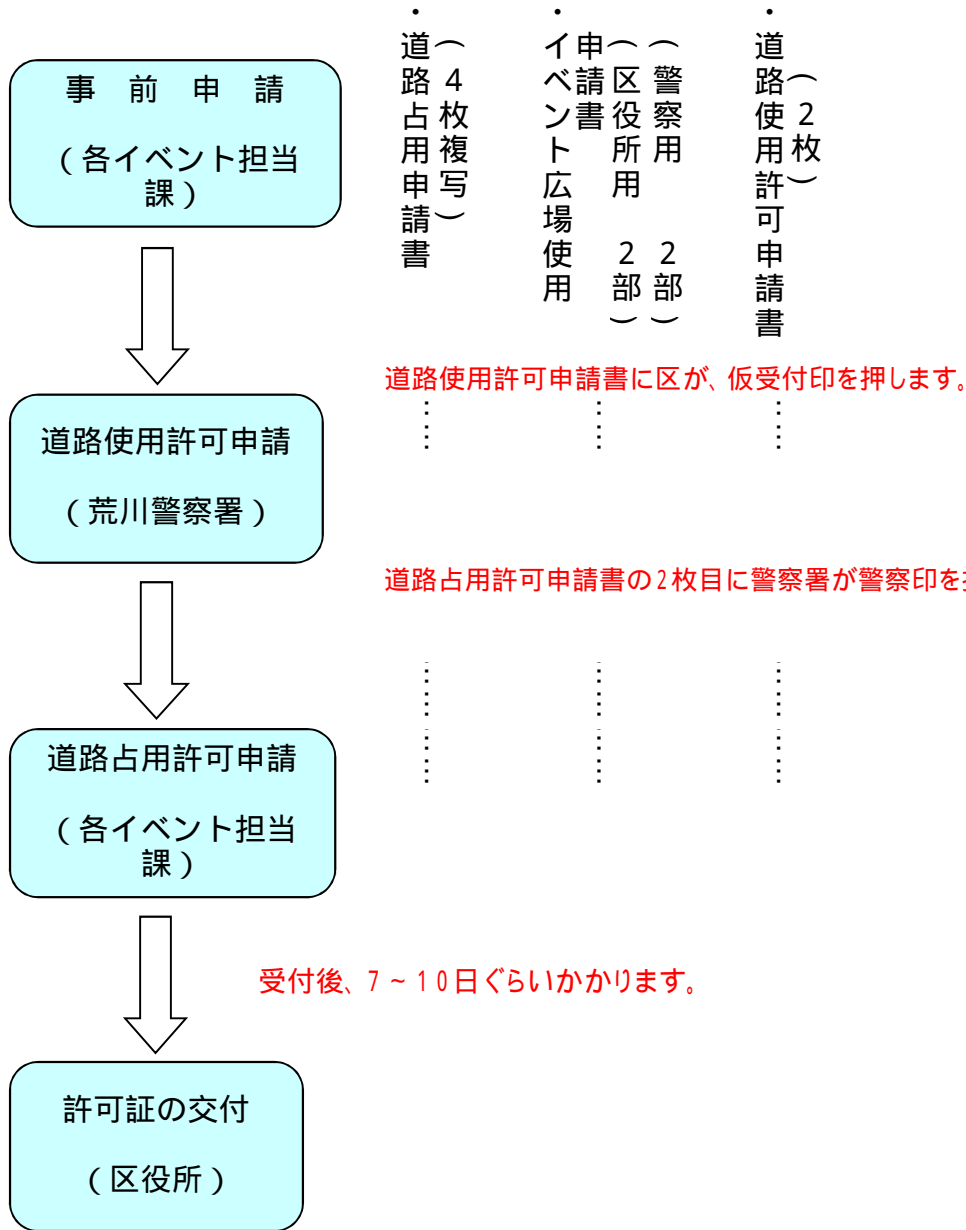 事 前 申 請
(各イベント担当
課)
・道路占用申請書
(4枚複写)
・イベント広場使用
申請書
(区役所用 2部)
(警察用 2部)
・道路使用許可申請書
(2枚)
道路使用許可申請書に区が、仮受付印を押します。
道路使用許可申請
(荒川警察署)
道路占用許可申請書の2枚目に警察署が警察印を
道路占用許可申請
(各イベント担当
課)
受付後、7~10日ぐらいかかります。
許可証の交付
(区役所)